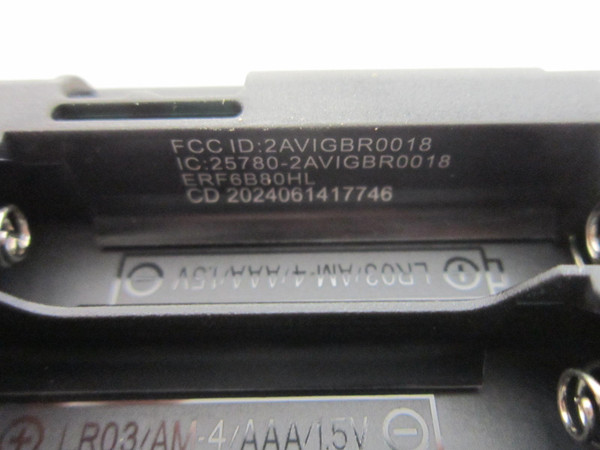 FCC ID:2AVIGBR0018
IC:25780-2AVIGBR0018
ERF6B80HL
CD 2024061417746
LR03/AM-4/AAA/1.5V
LR03/AM-4/AAA/1.5V